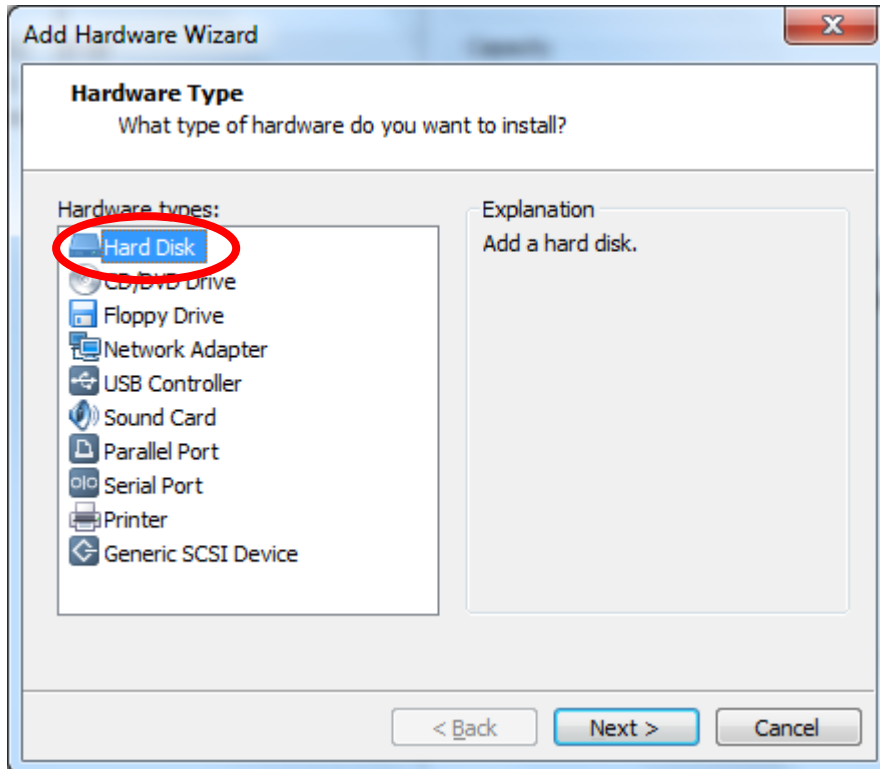 Add Hardware Wizard
Hardware Type
What type of hardware do you want to install?
Hardware types:
Hard Disk
CD/DVD Drive
Floppy Drive
Network Adapter
USB Controller
Sound Card
Parallel Port
Serial Port
Printer
Generic SCSI Device
Explanation
Add a hard disk.
< Back
Next >
Cancel